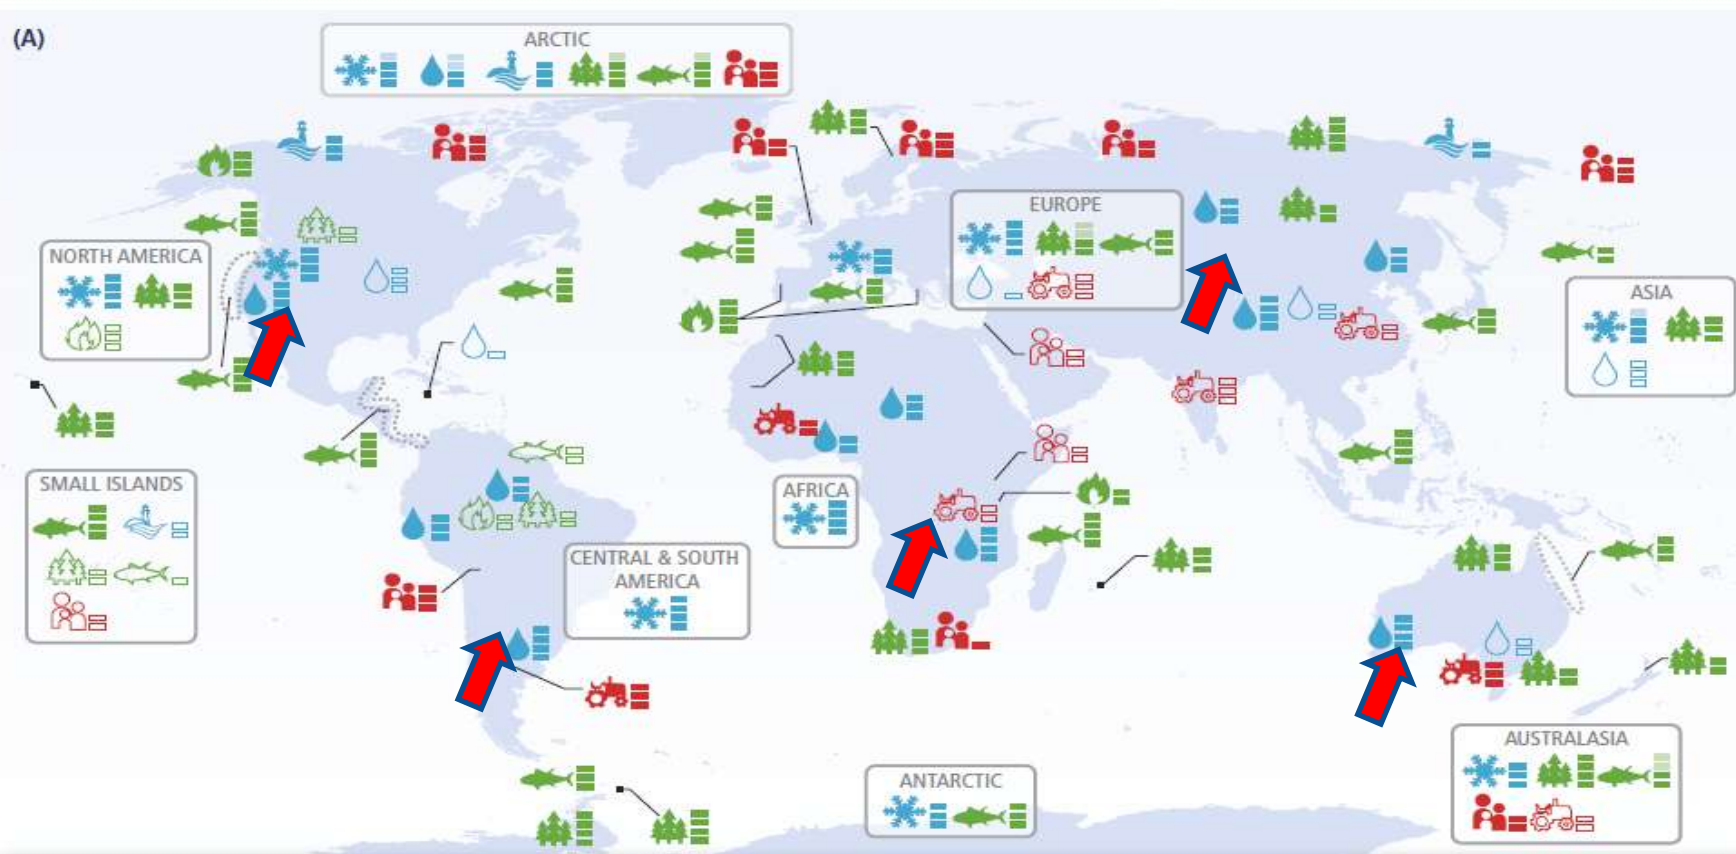 (A)
ARCTIC
EUROPE
NORTH AMERICA
ASIA
SMALL ISLANDS
AFRICA
CENTRAL & SOUTH
AMERICA
AUSTRALASIA
ANTARCTIC